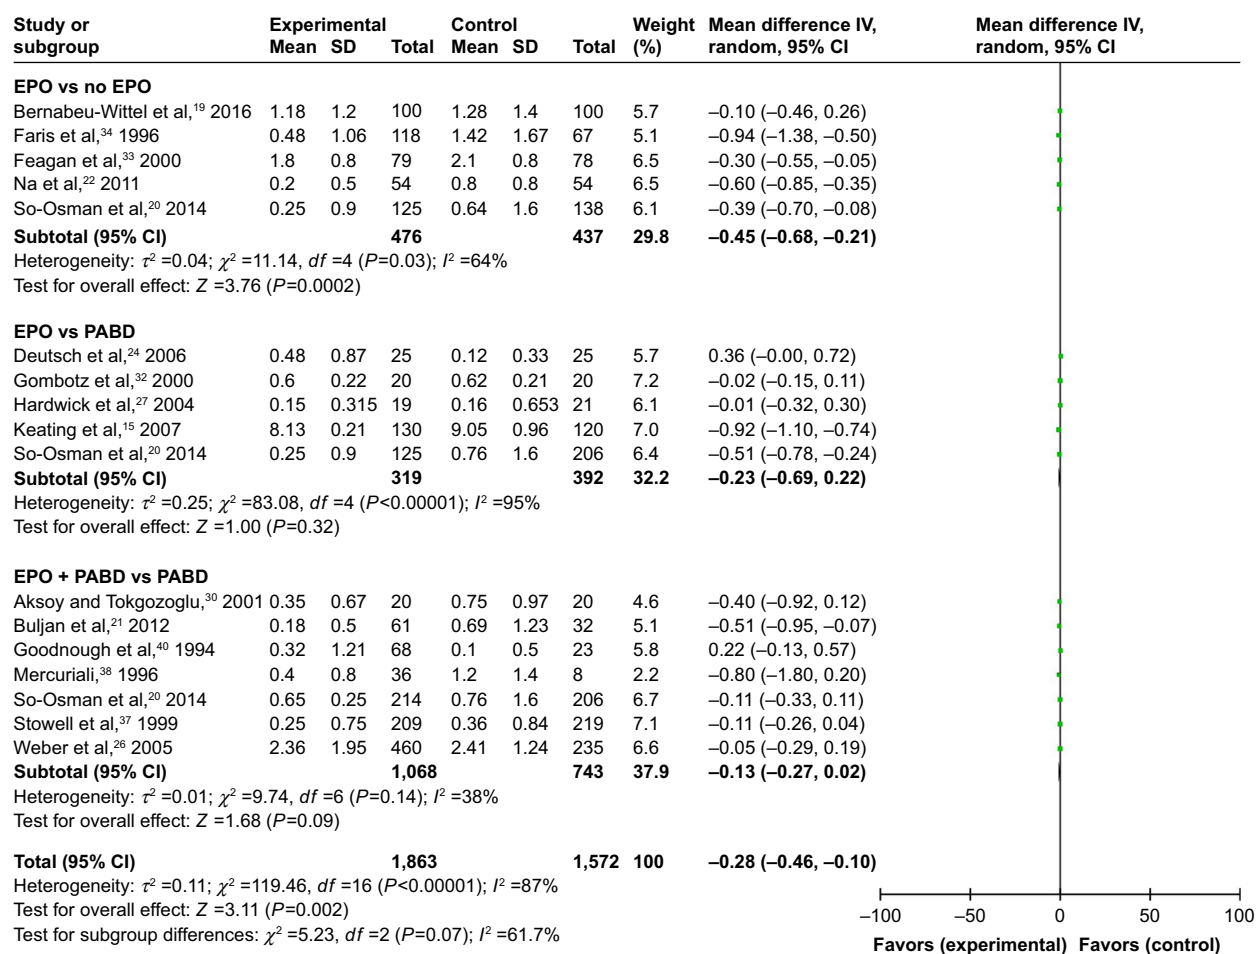 Study or subgroup Experimental Control Weight (%) Mean difference IV, random, 95% CI Mean difference IV, random, 95% CI
Mean SD Total Mean SD Total
EPO vs no EPO
Bernabeu-Wittel et al,19 2016 1.18 1.2 100 1.28 1.4 100 5.7 –0.10 (–0.46, 0.26)
Faris et al,34 1996 0.48 1.06 118 1.42 1.67 67 5.1 –0.94 (–1.38, –0.50)
Feagan et al,33 2000 1.8 0.8 79 2.1 0.8 78 6.5 –0.30 (–0.55, –0.05)
Na et al,22 2011 0.2 0.5 54 0.8 0.8 54 6.5 –0.60 (–0.85, –0.35)
So-Osman et al,20 2014 0.25 0.9 125 0.64 1.6 138 6.1 –0.39 (–0.70, –0.08)
Subtotal (95% CI) 476 437 29.8 –0.45 (–0.68, –0.21)
Heterogeneity: τ² =0.04; χ² =11.14, df =4 (P=0.03); I² =64%
Test for overall effect: Z =3.76 (P=0.0002)
EPO vs PABD
Deutsch et al,24 2006 0.48 0.87 25 0.12 0.33 25 5.7 0.36 (–0.00, 0.72)
Gombotz et al,32 2000 0.6 0.22 20 0.62 0.21 20 7.2 –0.02 (–0.15, 0.11)
Hardwick et al,27 2004 0.15 0.315 19 0.16 0.653 21 6.1 –0.01 (–0.32, 0.30)
Keating et al,15 2007 8.13 0.21 130 9.05 0.96 120 7.0 –0.92 (–1.10, –0.74)
So-Osman et al,20 2014 0.25 0.9 125 0.76 1.6 206 6.4 –0.51 (–0.78, –0.24)
Subtotal (95% CI) 319 392 32.2 –0.23 (–0.69, 0.22)
Heterogeneity: τ² =0.25; χ² =83.08, df =4 (P<0.00001); I² =95%
Test for overall effect: Z =1.00 (P=0.32)
EPO + PABD vs PABD
Aksoy and Tokgozoglu,30 2001 0.35 0.67 20 0.75 0.97 20 4.6 –0.40 (–0.92, 0.12)
Buljan et al,21 2012 0.18 0.5 61 0.69 1.23 32 5.1 –0.51 (–0.95, –0.07)
Goodnough et al,40 1994 0.32 1.21 68 0.1 0.5 23 5.8 0.22 (–0.13, 0.57)
Mercuriali,38 1996 0.4 0.8 36 1.2 1.4 8 2.2 –0.80 (–1.80, 0.20)
So-Osman et al,20 2014 0.65 0.25 214 0.76 1.6 206 6.7 –0.11 (–0.33, 0.11)
Stowell et al,37 1999 0.25 0.75 209 0.36 0.84 219 7.1 –0.11 (–0.26, 0.04)
Weber et al,26 2005 2.36 1.95 460 2.41 1.24 235 6.6 –0.05 (–0.29, 0.19)
Subtotal (95% CI) 1,068 743 37.9 –0.13 (–0.27, 0.02)
Heterogeneity: τ² =0.01; χ² =9.74, df =6 (P=0.14); I² =38%
Test for overall effect: Z =1.68 (P=0.09)
Total (95% CI) 1,863 1,572 100 –0.28 (–0.46, –0.10)
Heterogeneity: τ² =0.11; χ² =119.46, df =16 (P<0.00001); I² =87%
Test for overall effect: Z =3.11 (P=0.002)
Test for subgroup differences: χ² =5.23, df =2 (P=0.07); I² =61.7%
–100 –50 0 50 100
Favors (experimental) Favors (control)